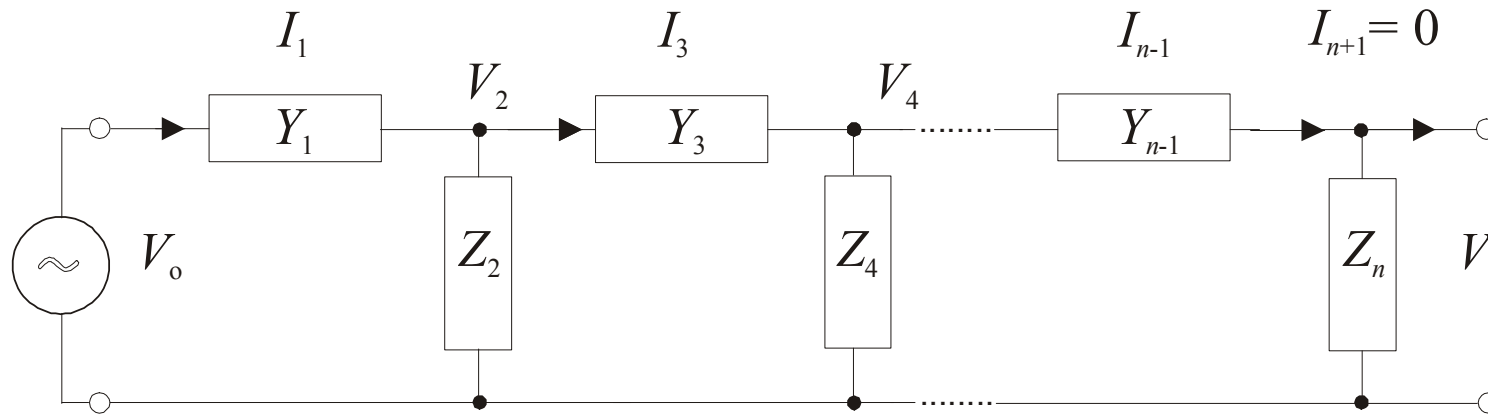 I₁ I₃ Iₙ₋₁ Iₙ₊₁ = 0
V₂ V₄
Y₁ Y₃ Yₙ₋₁
Vₒ Z₂ Z₄ Zₙ V